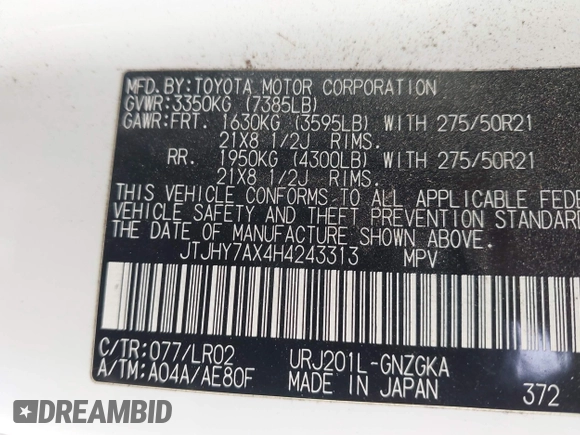 MFD. BY: TOYOTA MOTOR CORPORATION
GVWR: 3350KG (7385LB)
GAWR: FRT. 1630KG (3595LB) WITH 275/50R21
21X8 1/2J RIMS.
RR. 1950KG (4300LB) WITH 275/50R21
21X8 1/2J RIMS.
THIS VEHICLE CONFORMS TO ALL APPLICABLE FEDE
VEHICLE SAFETY AND THEFT PREVENTION STANDAR
THE DATE OF MANUFACTURE SHOWN ABOVE.
JTJHY7AX4H4243313 MPV
C/TR: 077/LR02 URJ201L-GNZGKA
A/TM: A04A/AE80F MADE IN JAPAN 372
DREAMBID